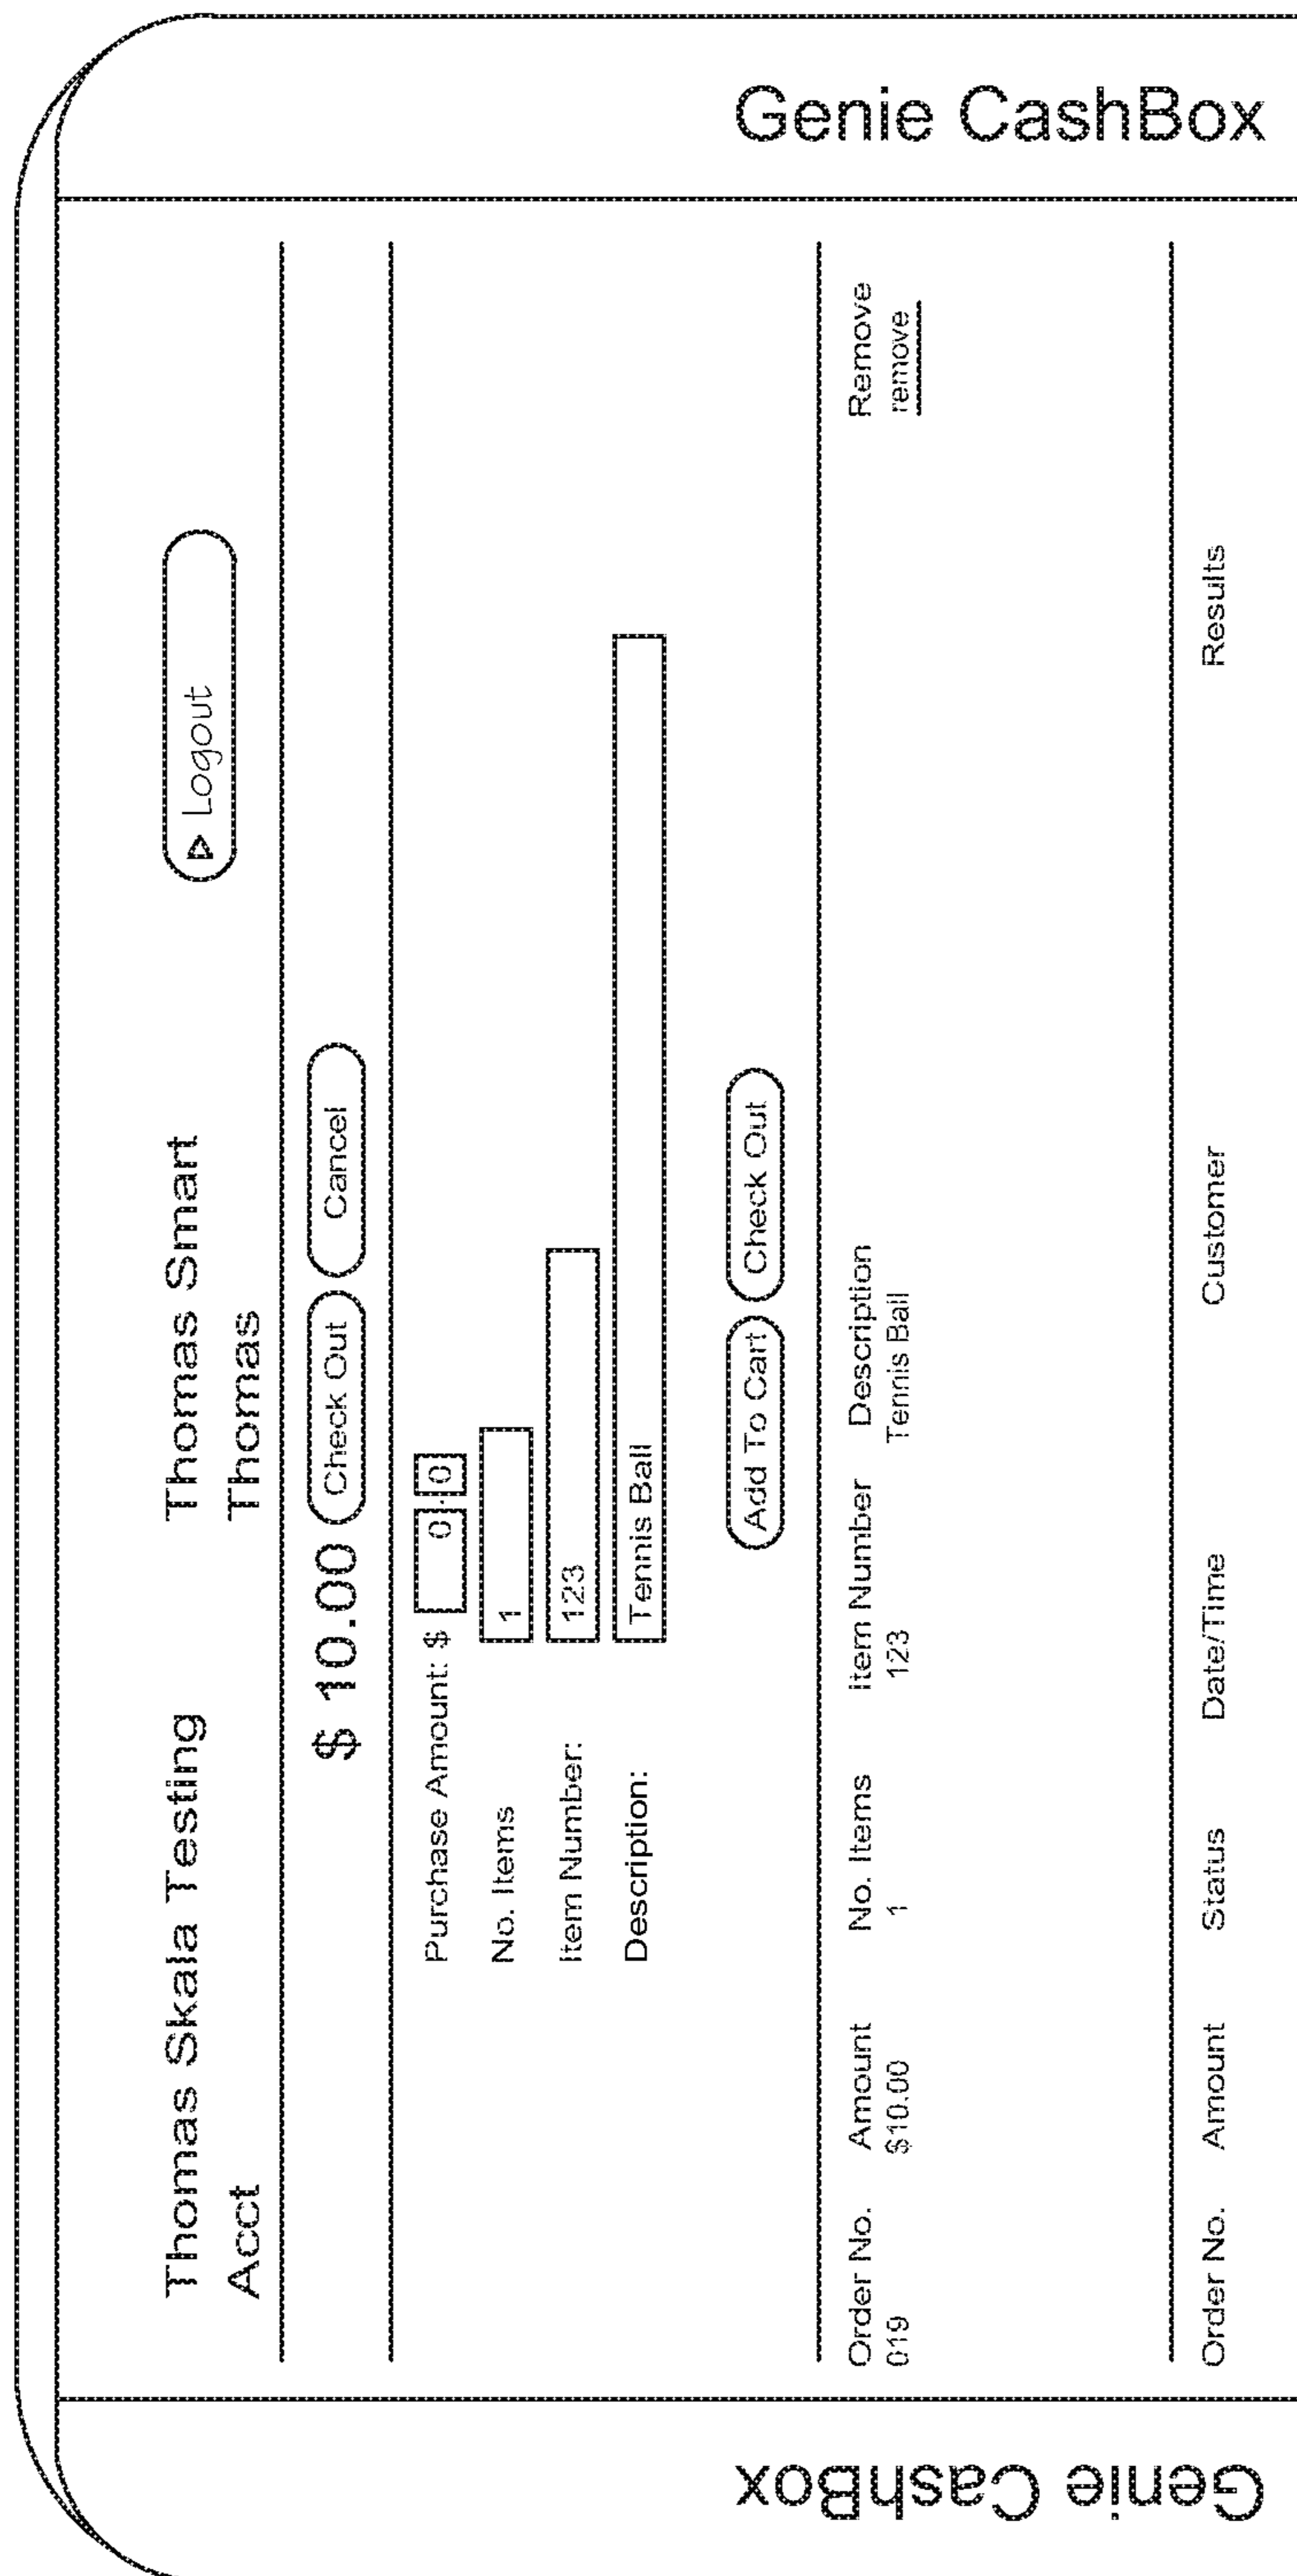 Genie CashBox
Thomas Skala Testing Acct
Thomas Smart
Thomas
▶ Logout
$ 10.00 Check Out Cancel
Purchase Amount: $ 0 . 0
No. Items 1
Item Number: 123
Description: Tennis Ball
Add To Cart Check Out
Order No. Amount No. Items Item Number Description Remove
019 $10.00 1 123 Tennis Ball remove
Order No. Amount Status Date/Time Customer Results
Genie CashBox